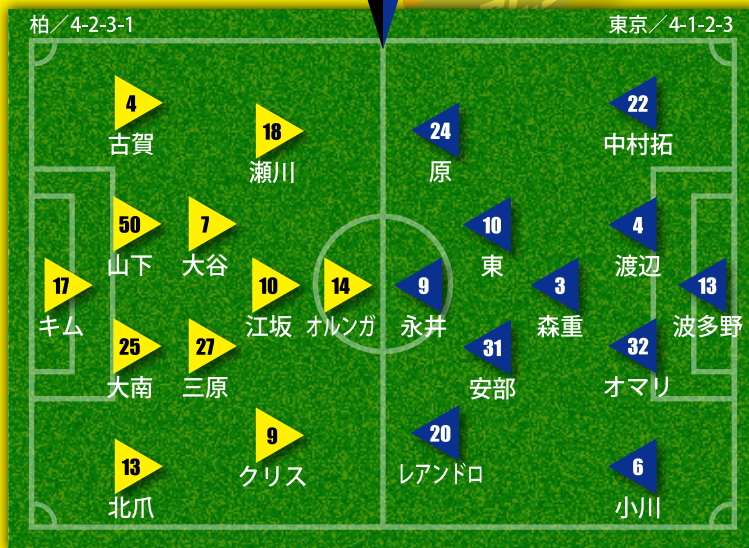 柏／4-2-3-1
東京／4-1-2-3
4
古賀
18
瀬川
50
山下
7
大谷
17
キム
10
江坂
14
オルンガ
25
大南
27
三原
9
クリス
13
北爪
24
原
22
中村拓
10
東
4
渡辺
9
永井
3
森重
13
波多野
31
安部
32
オマリ
20
レアンドロ
6
小川